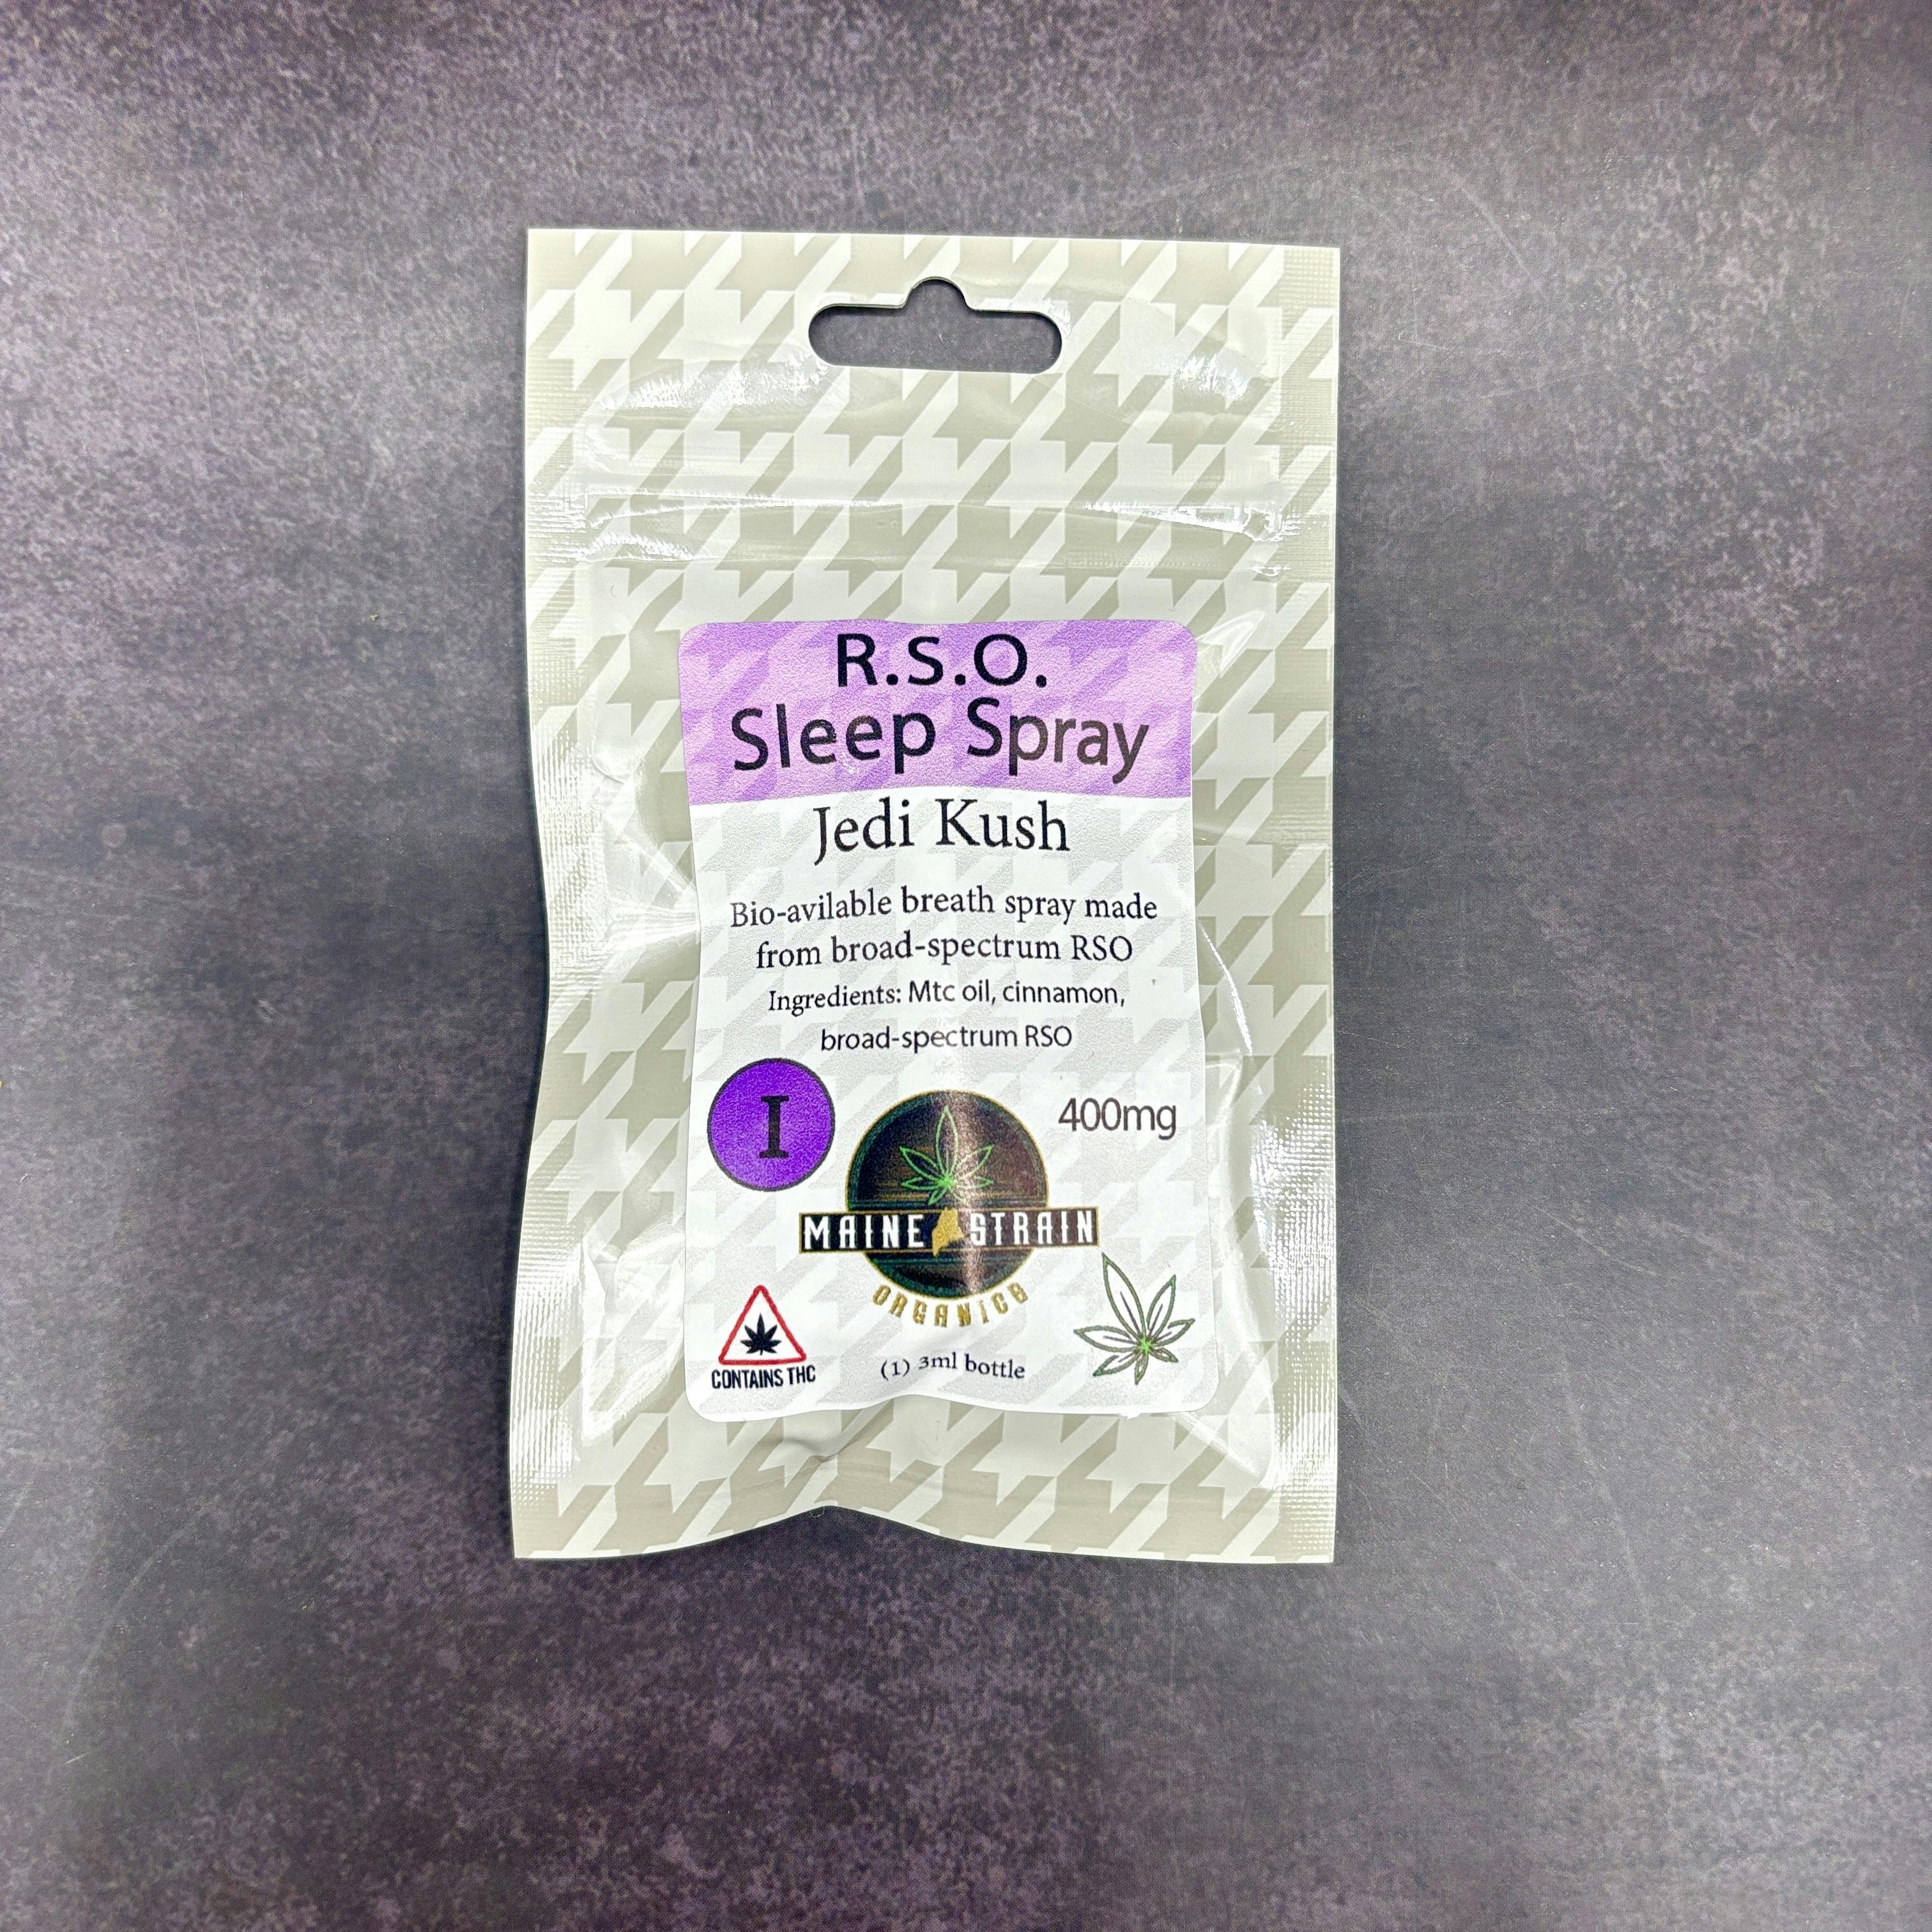 R.S.O.
Sleep Spray
Jedi Kush
Bio-avilable breath spray made
from broad-spectrum RSO
Ingredients: Mtc oil, cinnamon,
broad-spectrum RSO
I
400mg
MAINE STRAIN
ORGANICS
CONTAINS THC
(1) 3ml bottle